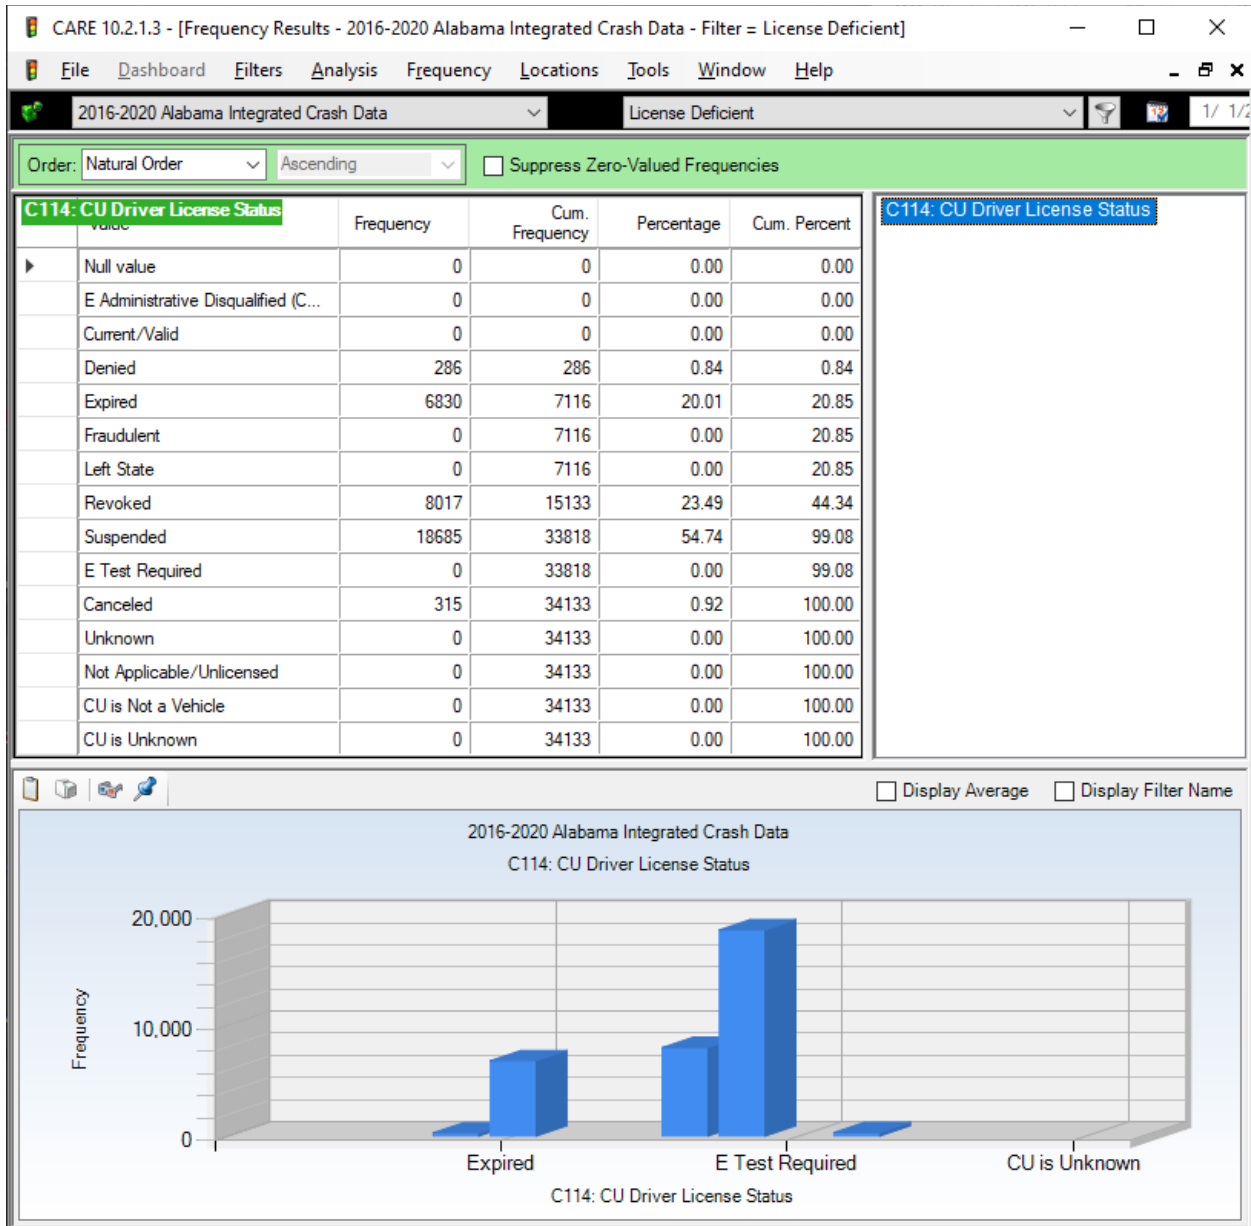 CARE 10.2.1.3 - [Frequency Results - 2016-2020 Alabama Integrated Crash Data - Filter = License Deficient]
File Dashboard Filters Analysis Frequency Locations Tools Window Help
2016-2020 Alabama Integrated Crash Data License Deficient 1/ 1/2
Order: Natural Order Ascending Suppress Zero-Valued Frequencies
C114: CU Driver License Status C114: CU Driver License Status
Value Frequency Cum. Frequency Percentage Cum. Percent
Null value 0 0 0.00 0.00
E Administrative Disqualified (C... 0 0 0.00 0.00
Current/Valid 0 0 0.00 0.00
Denied 286 286 0.84 0.84
Expired 6830 7116 20.01 20.85
Fraudulent 0 7116 0.00 20.85
Left State 0 7116 0.00 20.85
Revoked 8017 15133 23.49 44.34
Suspended 18685 33818 54.74 99.08
E Test Required 0 33818 0.00 99.08
Canceled 315 34133 0.92 100.00
Unknown 0 34133 0.00 100.00
Not Applicable/Unlicensed 0 34133 0.00 100.00
CU is Not a Vehicle 0 34133 0.00 100.00
CU is Unknown 0 34133 0.00 100.00
Display Average Display Filter Name
2016-2020 Alabama Integrated Crash Data
C114: CU Driver License Status
20,000
10,000
0
Frequency
Expired E Test Required CU is Unknown
C114: CU Driver License Status